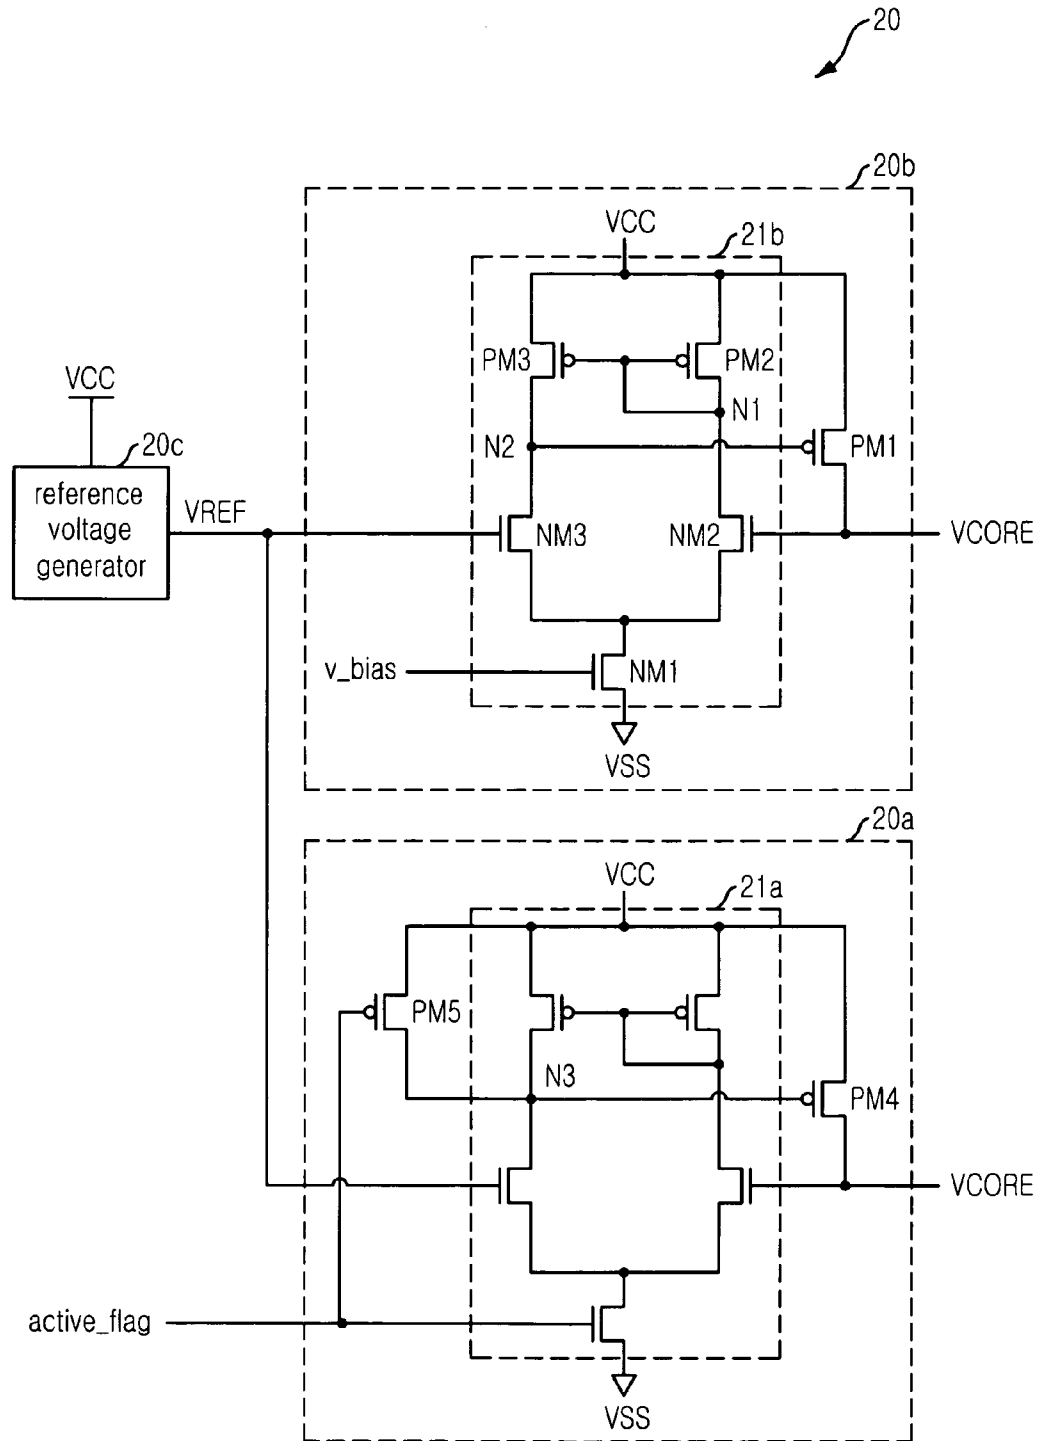 20
20b
VCC
21b
PM3
PM2
N1
N2
PM1
VCC
20c
reference
voltage
generator
VREF
NM3
NM2
VCORE
v_bias
NM1
VSS
20a
VCC
21a
PM5
N3
PM4
VCORE
active_flag
VSS